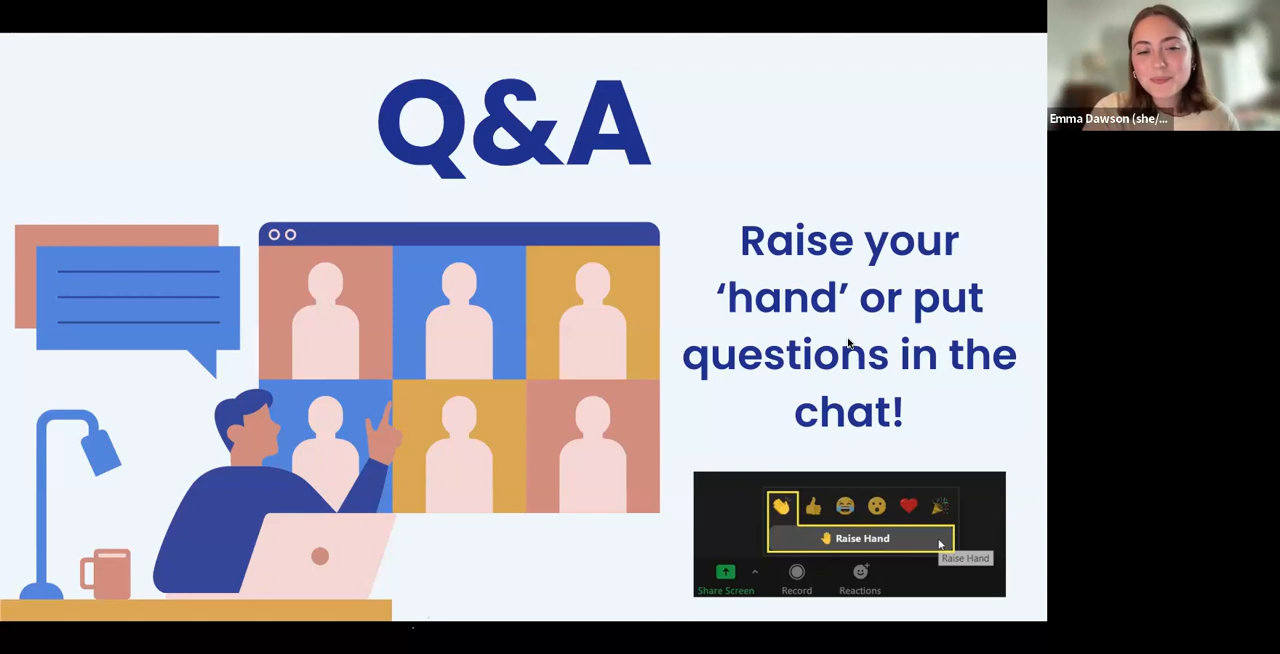 Q&A
Emma Dawson (she/...
Raise your
‘hand’ or put
questions in the
chat!
Raise Hand
Raise Hand
Share Screen
Record
Reactions